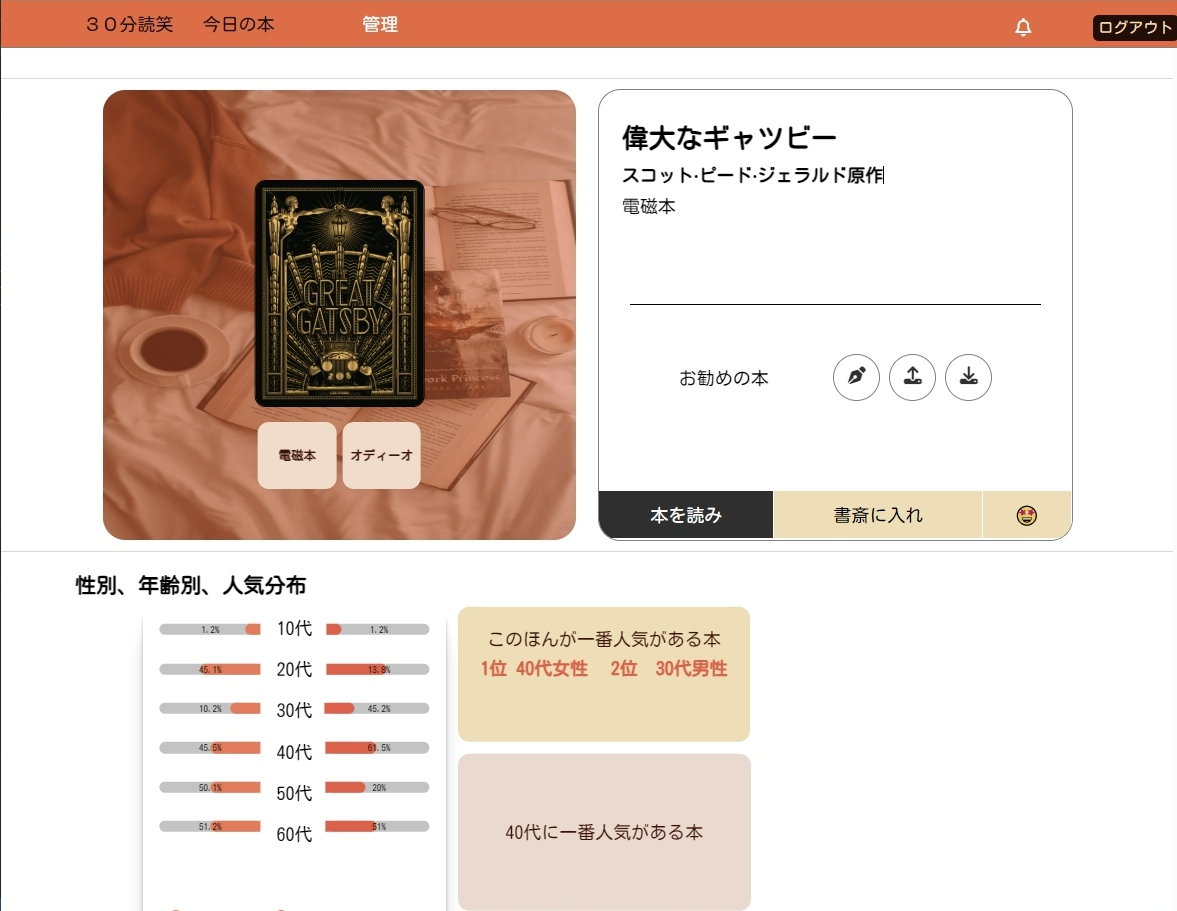 ３０分読笑 今日の本 管理 ログアウト
偉大なギャツビー
スコット·ピード·ジェラルド原作
電磁本
THE
GREAT
GATSBY
Princess
電磁本 オディーオ
お勧めの本
本を読み 書斎に入れ
性別、年齢別、人気分布
1.2% 10代 1.2%
45.1% 20代 13.8%
10.2% 30代 45.2%
45.5% 40代 61.5%
50.1% 50代 20%
51.2% 60代 51%
このほんが一番人気がある本
1位 40代女性 2位 30代男性
40代に一番人気がある本